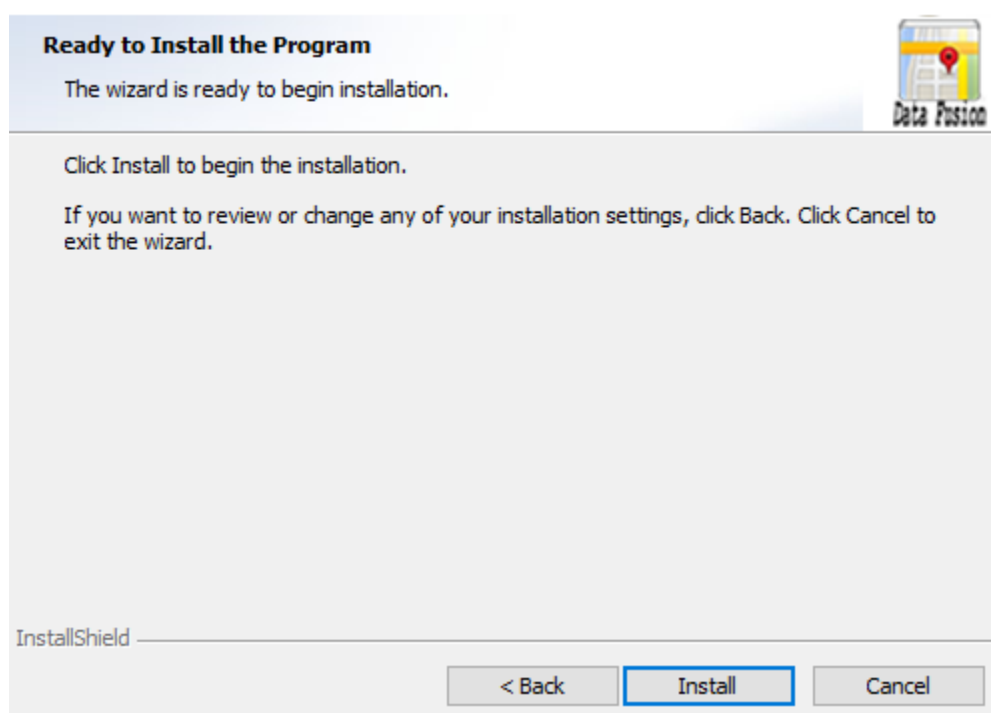 Ready to Install the Program
The wizard is ready to begin installation.
Data Fusion
Click Install to begin the installation.
If you want to review or change any of your installation settings, click Back. Click Cancel to
exit the wizard.
InstallShield
< Back
Install
Cancel